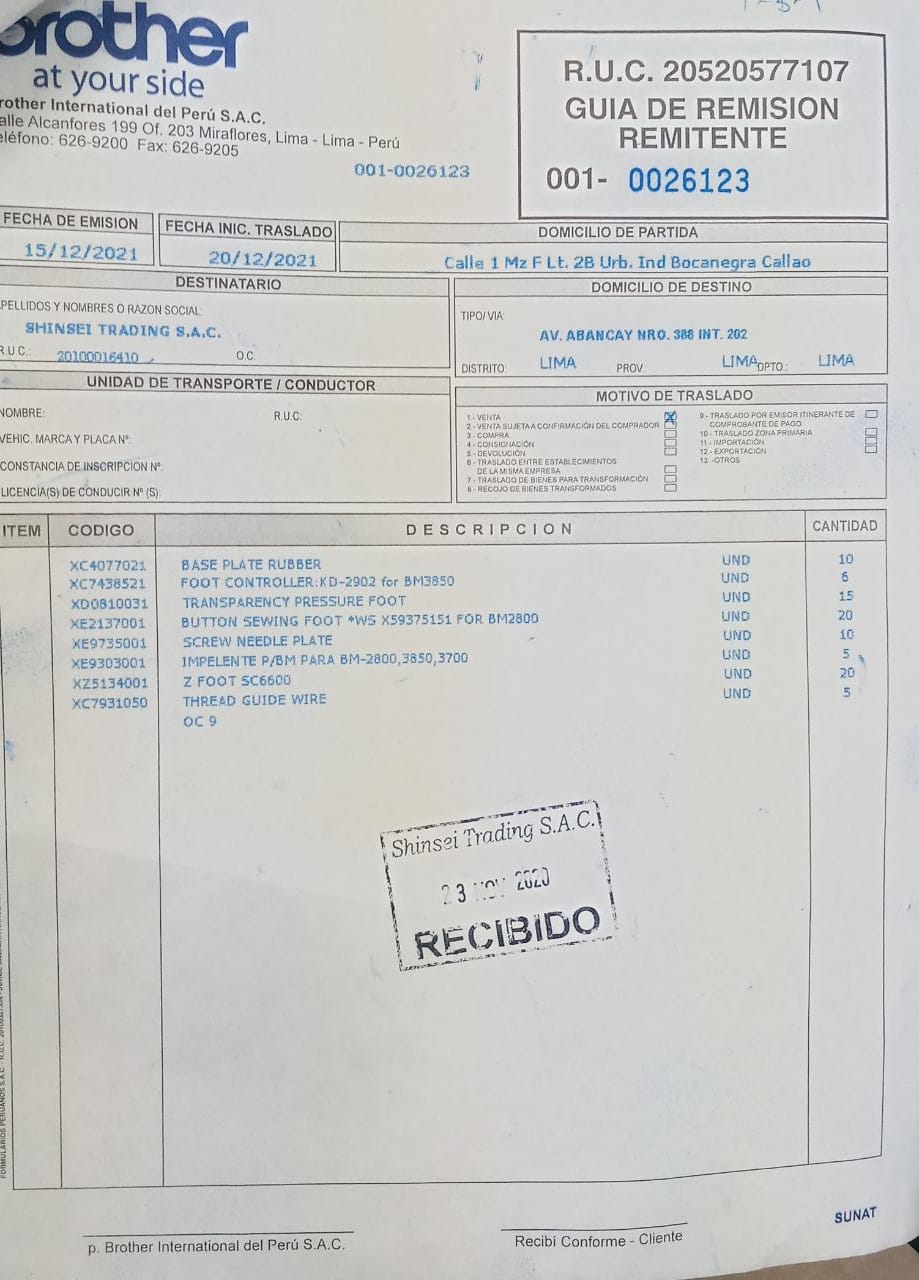 brother
at your side
rother International del Perú S.A.C.
alle Alcanfores 199 Of. 203 Miraflores, Lima - Lima - Perú
eléfono: 626-9200 Fax: 626-9205
001-0026123
R.U.C. 20520577107
GUIA DE REMISION
REMITENTE
001- 0026123
FECHA DE EMISION
15/12/2021
FECHA INIC. TRASLADO
20/12/2021
DOMICILIO DE PARTIDA
Calle 1 Mz F Lt. 2B Urb. Ind Bocanegra Callao
DESTINATARIO
PELLIDOS Y NOMBRES O RAZON SOCIAL:
SHINSEI TRADING S.A.C.
R.U.C.: 20100016410 O.C.
DOMICILIO DE DESTINO
TIPO/VIA:
AV. ABANCAY NRO. 388 INT. 202
DISTRITO: LIMA PROV. LIMA DPTO.: LIMA
UNIDAD DE TRANSPORTE / CONDUCTOR
NOMBRE: R.U.C:
VEHIC. MARCA Y PLACA Nº:
CONSTANCIA DE INSCRIPCION Nº:
LICENCIA(S) DE CONDUCIR Nº (S):
MOTIVO DE TRASLADO
1 - VENTA
2 - VENTA SUJETA A CONFIRMACIÓN DEL COMPRADOR
3 - COMPRA
4 - CONSIGNACIÓN
5 - DEVOLUCIÓN
6 - TRASLADO ENTRE ESTABLECIMIENTOS
DE LA MISMA EMPRESA
7 - TRASLADO DE BIENES PARA TRANSFORMACIÓN
8 - RECOJO DE BIENES TRANSFORMADOS
9 - TRASLADO POR EMISOR ITINERANTE DE
COMPROBANTE DE PAGO
10 - TRASLADO ZONA PRIMARIA
11 - IMPORTACIÓN
12 - EXPORTACIÓN
13 -OTROS
ITEM CODIGO DESCRIPCION CANTIDAD
XC4077021 BASE PLATE RUBBER UND 10
XC7438521 FOOT CONTROLLER:KD-2902 for BM3850 UND 6
XD0810031 TRANSPARENCY PRESSURE FOOT UND 15
XE2137001 BUTTON SEWING FOOT *WS X59375151 FOR BM2800 UND 20
XE9735001 SCREW NEEDLE PLATE UND 10
XE9303001 IMPELENTE P/BM PARA BM-2800,3850,3700 UND 5
XZ5134001 Z FOOT SC6600 UND 20
XC7931050 THREAD GUIDE WIRE UND 5
OC 9
Shinsei Trading S.A.C.
23 NOV 2020
RECIBIDO
SUNAT
p. Brother International del Perú S.A.C.
Recibi Conforme - Cliente